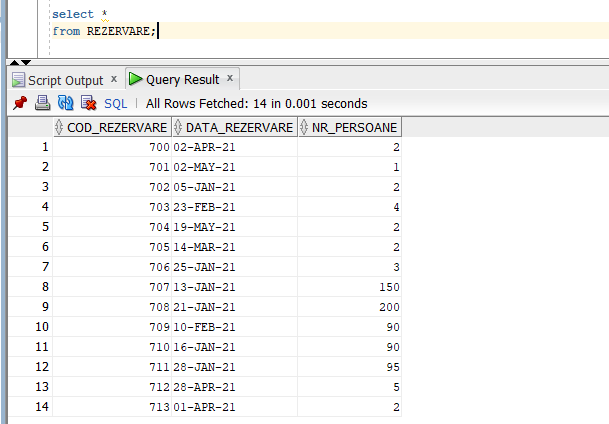 select *
from REZERVARE;
Script Output x Query Result x
SQL | All Rows Fetched: 14 in 0.001 seconds
COD_REZERVARE DATA_REZERVARE NR_PERSOANE
1 700 02-APR-21 2
2 701 02-MAY-21 1
3 702 05-JAN-21 2
4 703 23-FEB-21 4
5 704 19-MAY-21 2
6 705 14-MAR-21 2
7 706 25-JAN-21 3
8 707 13-JAN-21 150
9 708 21-JAN-21 200
10 709 10-FEB-21 90
11 710 16-JAN-21 90
12 711 28-JAN-21 95
13 712 28-APR-21 5
14 713 01-APR-21 2